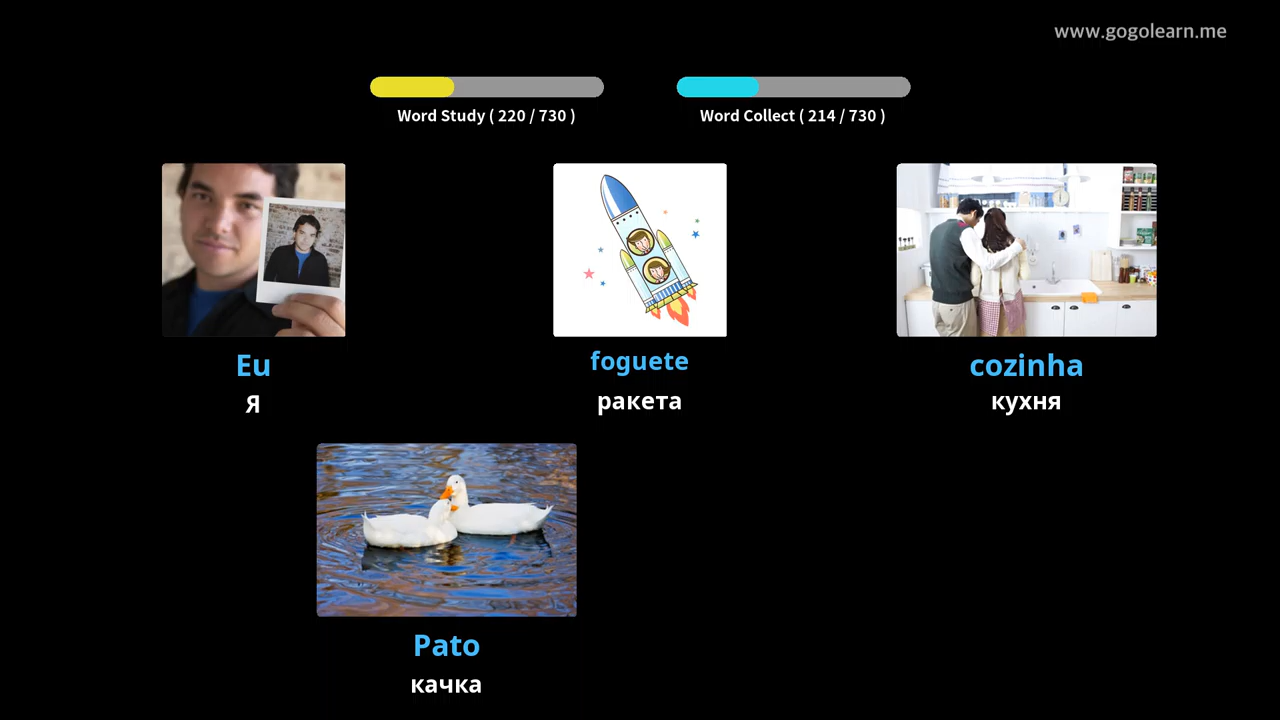 www.gogolearn.me
Word Study ( 220 / 730 )
Word Collect ( 214 / 730 )
Eu
Я
foguete
ракета
cozinha
кухня
Pato
качка